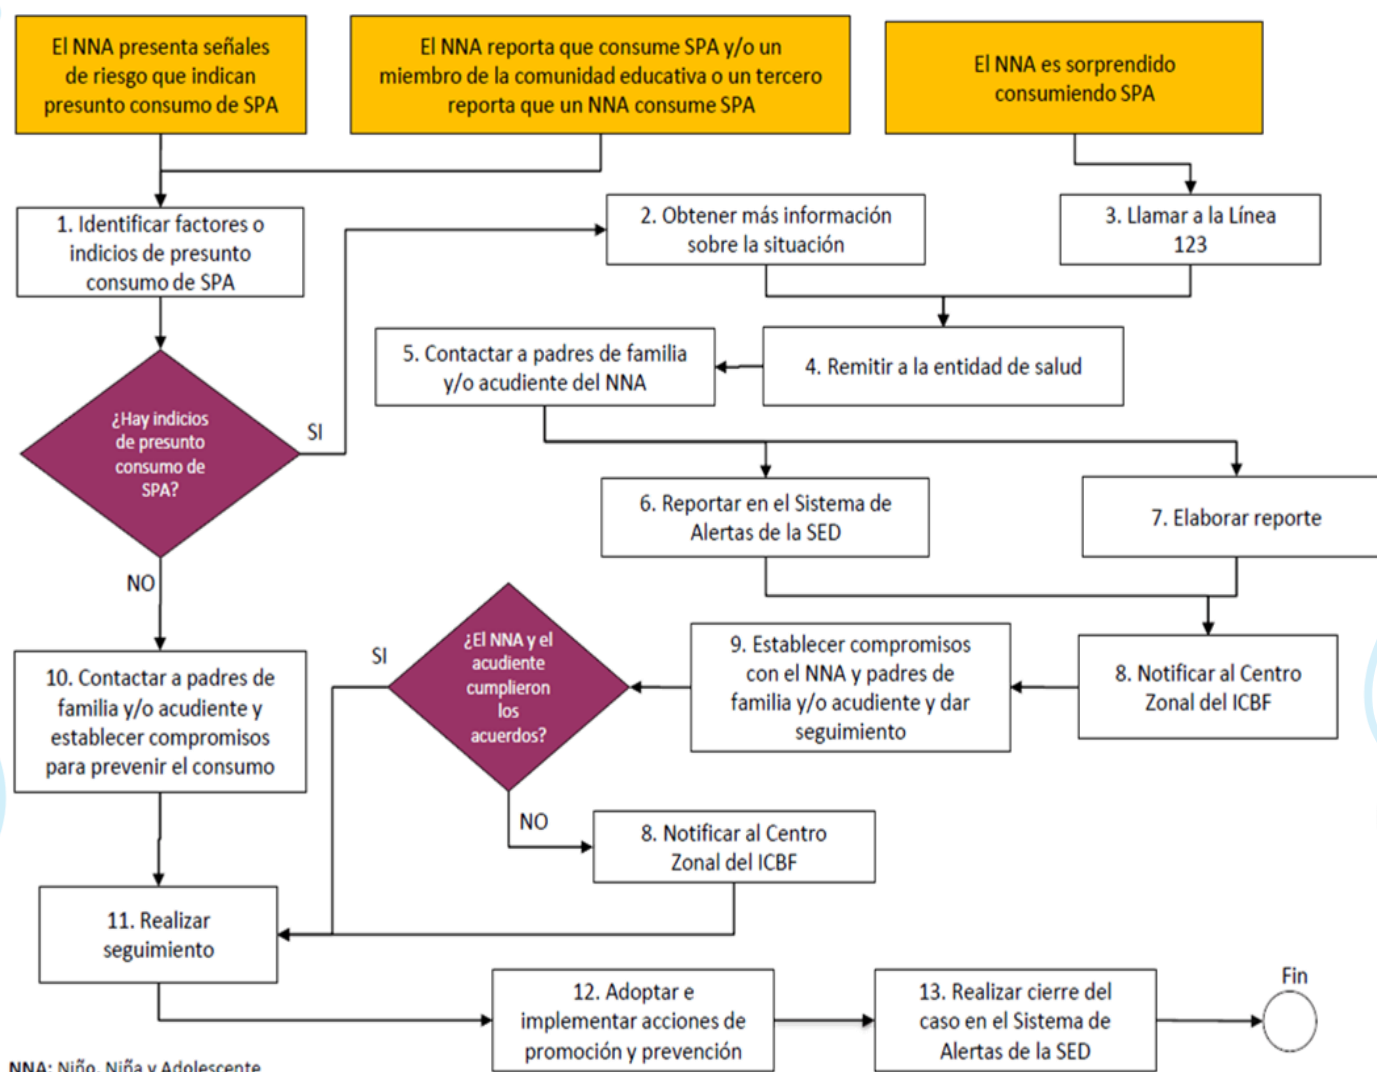 El NNA presenta señales
de riesgo que indican
presunto consumo de SPA
El NNA reporta que consume SPA y/o un
miembro de la comunidad educativa o un tercero
reporta que un NNA consume SPA
El NNA es sorprendido
consumiendo SPA
1. Identificar factores o
indicios de presunto
consumo de SPA
2. Obtener más información
sobre la situación
3. Llamar a la Línea
123
5. Contactar a padres de familia
y/o acudiente del NNA
4. Remitir a la entidad de salud
¿Hay indicios
de presunto
consumo de
SPA?
SI
6. Reportar en el Sistema de
Alertas de la SED
7. Elaborar reporte
NO
10. Contactar a padres de
familia y/o acudiente y
establecer compromisos
para prevenir el consumo
SI
¿El NNA y el
acudiente
cumplieron
los
acuerdos?
9. Establecer compromisos
con el NNA y padres de
familia y/o acudiente y dar
seguimiento
8. Notificar al Centro
Zonal del ICBF
NO
8. Notificar al Centro
Zonal del ICBF
11. Realizar
seguimiento
12. Adoptar e
implementar acciones de
promoción y prevención
13. Realizar cierre del
caso en el Sistema de
Alertas de la SED
Fin
NNA: Niño, Niña y Adolescente